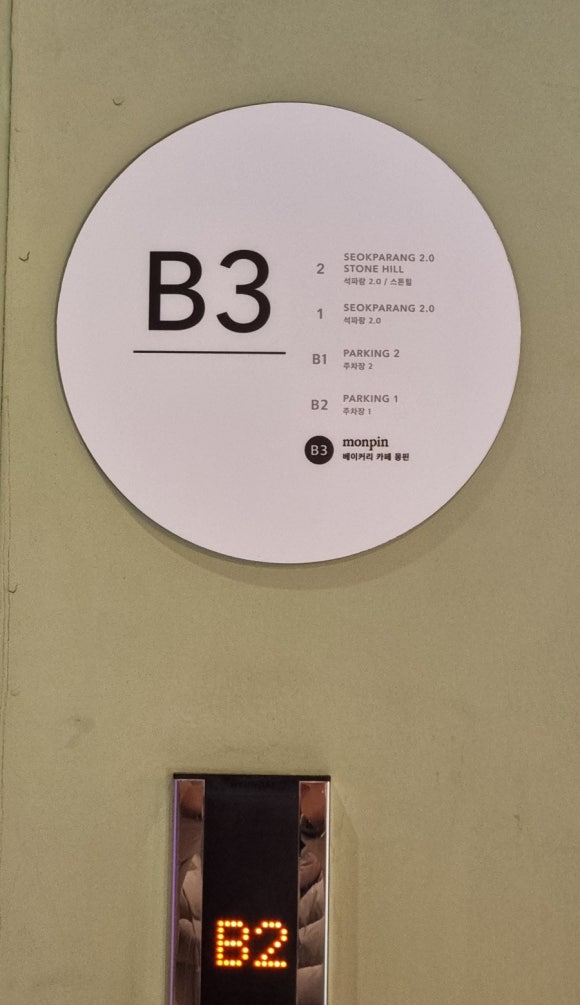 B3
2 SEOKPARANG 2.0
STONE HILL
석파랑 2.0 / 스톤힐
1 SEOKPARANG 2.0
석파랑 2.0
B1 PARKING 2
주차장 2
B2 PARKING 1
주차장 1
B3 monpin
베이커리 카페 몽핀
B2